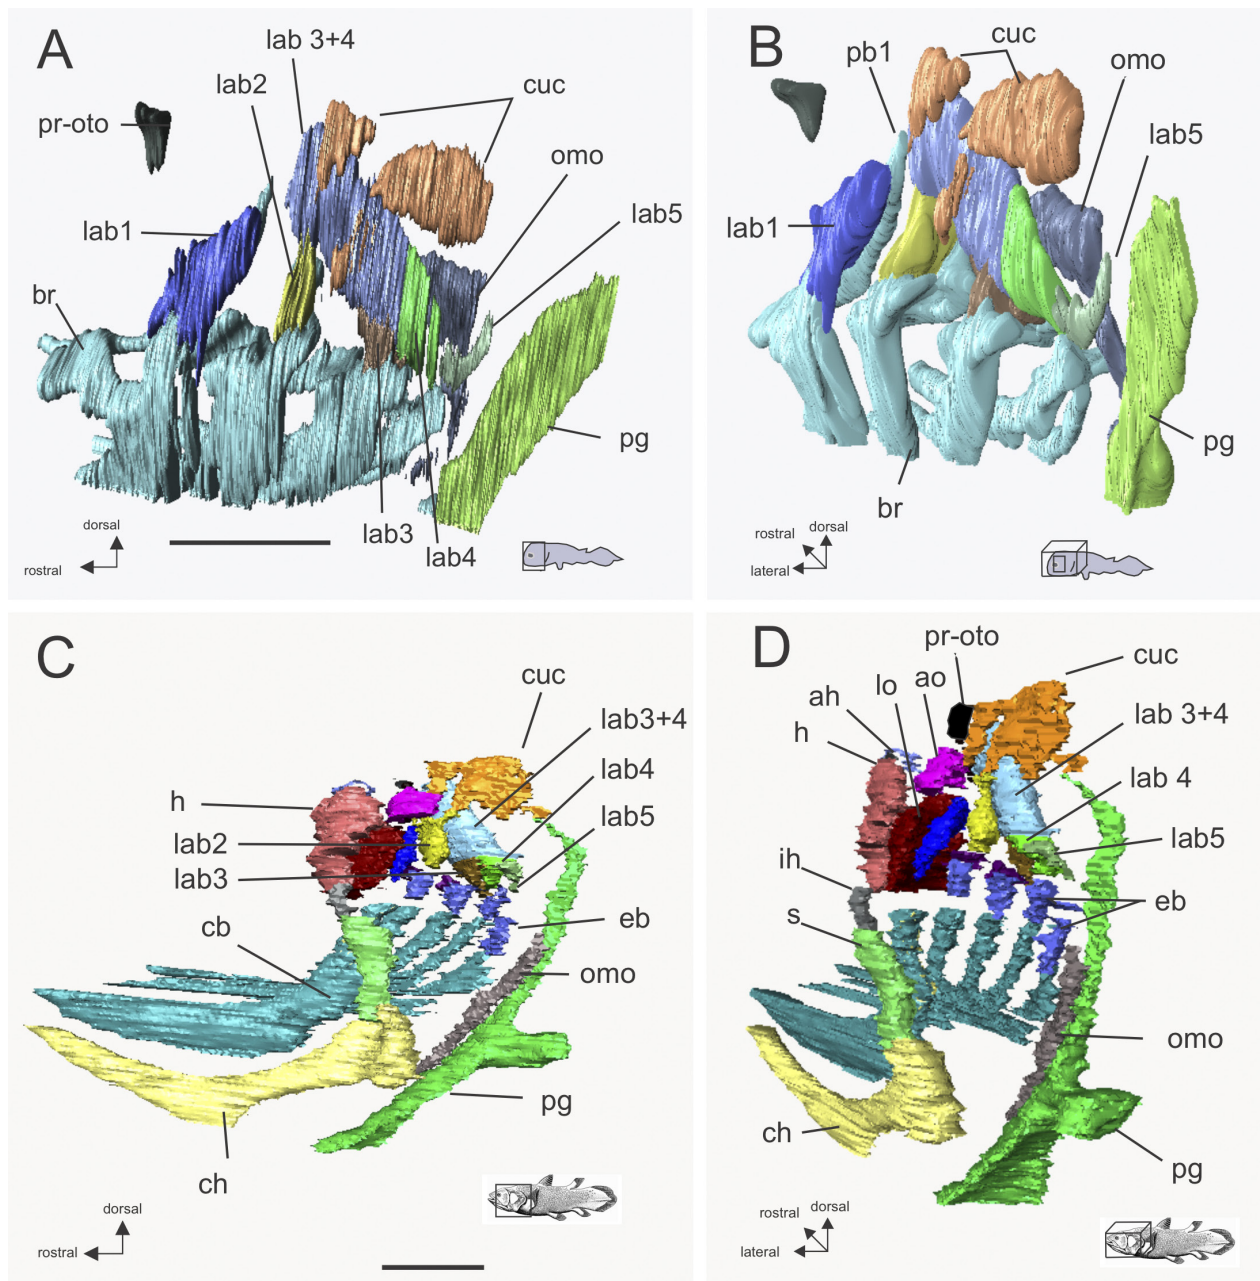 A
lab 3+4
lab2
cuc
pr-oto
omo
lab5
lab1
br
pg
lab3
lab4
dorsal
rostral
B
cuc
pb1
omo
lab5
lab1
pg
br
rostral dorsal
lateral
C
cuc
lab3+4
lab4
h
lab5
lab2
lab3
cb
eb
omo
pg
ch
dorsal
rostral
D
pr-oto
cuc
lo ao
ah
lab 3+4
h
lab 4
lab5
ih
eb
s
omo
ch
pg
rostral dorsal
lateral